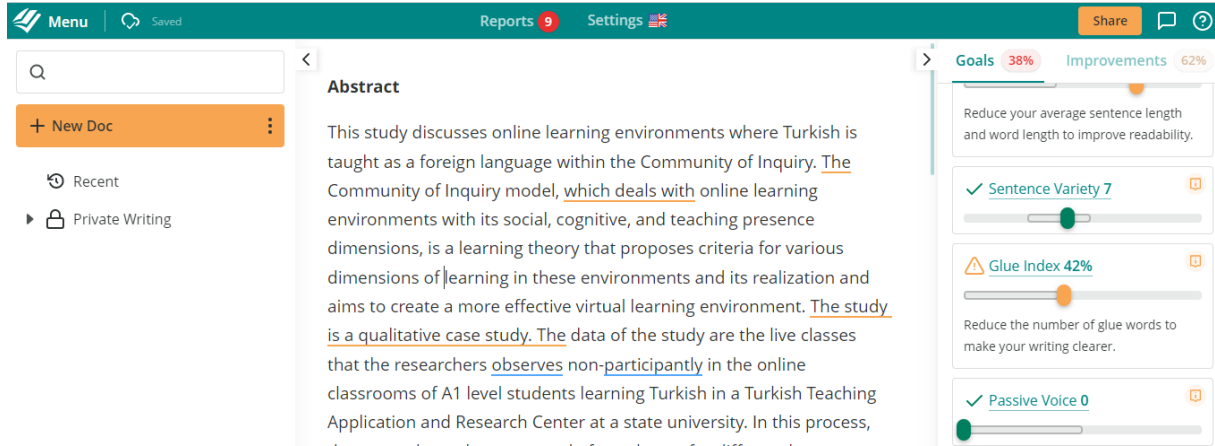 Menu
Saved
Reports 9
Settings
Share
+ New Doc
Recent
Private Writing
Abstract
This study discusses online learning environments where Turkish is
taught as a foreign language within the Community of Inquiry. The
Community of Inquiry model, which deals with online learning
environments with its social, cognitive, and teaching presence
dimensions, is a learning theory that proposes criteria for various
dimensions of learning in these environments and its realization and
aims to create a more effective virtual learning environment. The study
is a qualitative case study. The data of the study are the live classes
that the researchers observes non-participantly in the online
classrooms of A1 level students learning Turkish in a Turkish Teaching
Application and Research Center at a state university. In this process,
Goals 38%
Improvements 62%
Reduce your average sentence length
and word length to improve readability.
Sentence Variety 7
Glue Index 42%
Reduce the number of glue words to
make your writing clearer.
Passive Voice 0